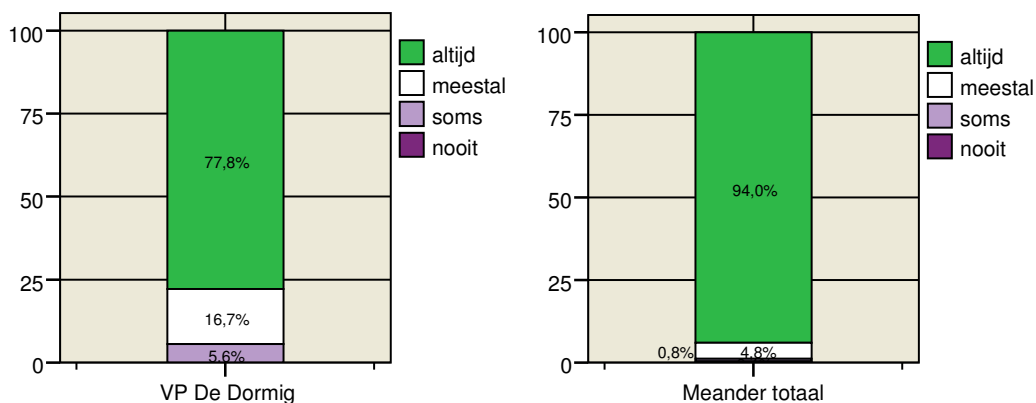 100
75
50
25
0
77,8%
16,7%
5,6%
VP De Dormig
altijd
meestal
soms
nooit
100
75
50
25
0
94,0%
0,8%
4,8%
Meander totaal
altijd
meestal
soms
nooit